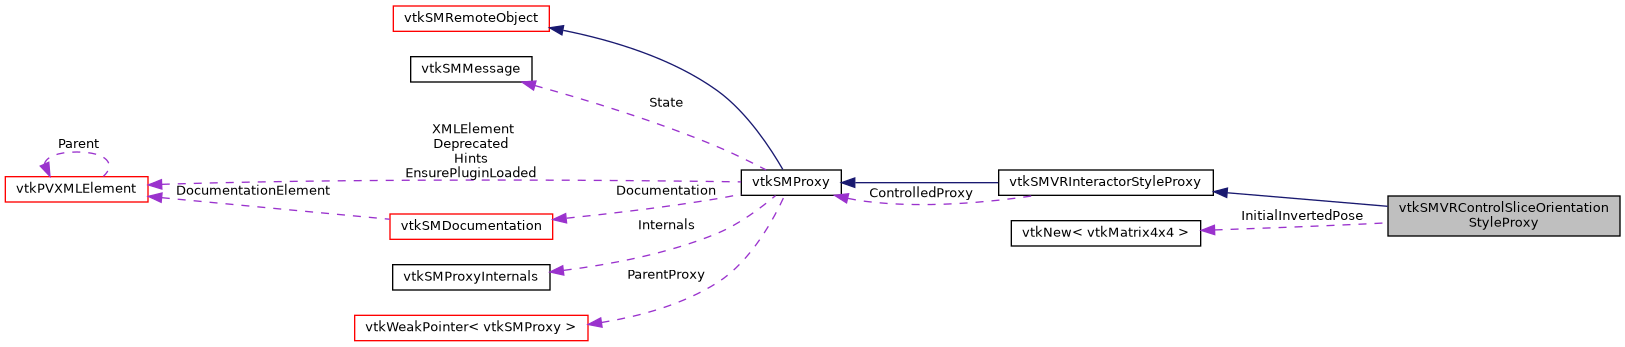 vtkSMRemoteObject
vtkSMMessage
State
XMLElement
Deprecated
Hints
EnsurePluginLoaded
Parent
vtkPVXMLElement
DocumentationElement
Documentation
vtkSMProxy
ControlledProxy
vtkSMVRInteractorStyleProxy
vtkSMVRControlSliceOrientation
StyleProxy
InitialInvertedPose
vtkNew< vtkMatrix4x4 >
vtkSMDocumentation
Internals
vtkSMProxyInternals
ParentProxy
vtkWeakPointer< vtkSMProxy >